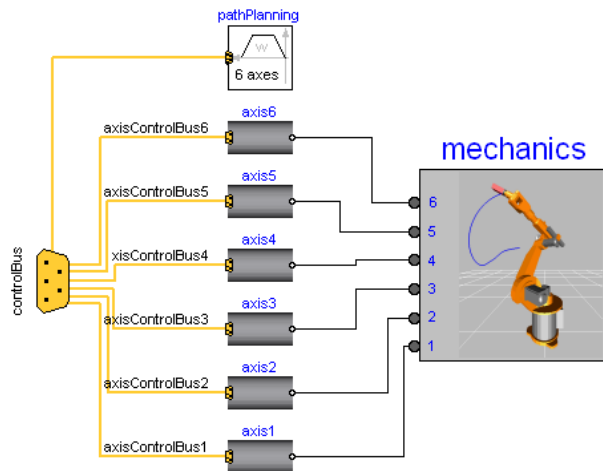 pathPlanning
w
6 axes
axis6
axisControlBus6
mechanics
axis5
axisControlBus5
6
5
axis4
xisControlBus4
4
controlBus
axis3
3
axisControlBus3
2
axis2
1
axisControlBus2
axis1
axisControlBus1